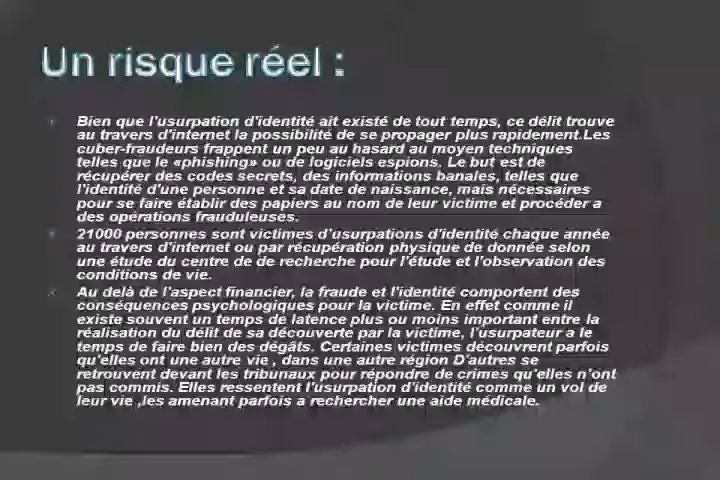 Un risque réel :
Bien que l'usurpation d'identité ait existé de tout temps, ce délit trouve
au travers d'internet la possibilité de se propager plus rapidement.Les
cuber-fraudeurs frappent un peu au hasard au moyen techniques
telles que le «phishing» ou de logiciels espions. Le but est de
récupérer des codes secrets, des informations banales, telles que
l'identité d'une personne et sa date de naissance, mais nécessaires
pour se faire établir des papiers au nom de leur victime et procéder a
des opérations frauduleuses.
21000 personnes sont victimes d'usurpations d'identité chaque année
au travers d'internet ou par récupération physique de donnée selon
une étude du centre de de recherche pour l'étude et l'observation des
conditions de vie.
Au delà de l'aspect financier, la fraude et l'identité comportent des
conséquences psychologiques pour la victime. En effet comme il
existe souvent un temps de latence plus ou moins important entre la
réalisation du délit de sa découverte par la victime, l'usurpateur a le
temps de faire bien des dégâts. Certaines victimes découvrent parfois
qu'elles ont une autre vie , dans une autre région D'autres se
retrouvent devant les tribunaux pour répondre de crimes qu'elles n'ont
pas commis. Elles ressentent l'usurpation d'identité comme un vol de
leur vie ,les amenant parfois a rechercher une aide médicale.